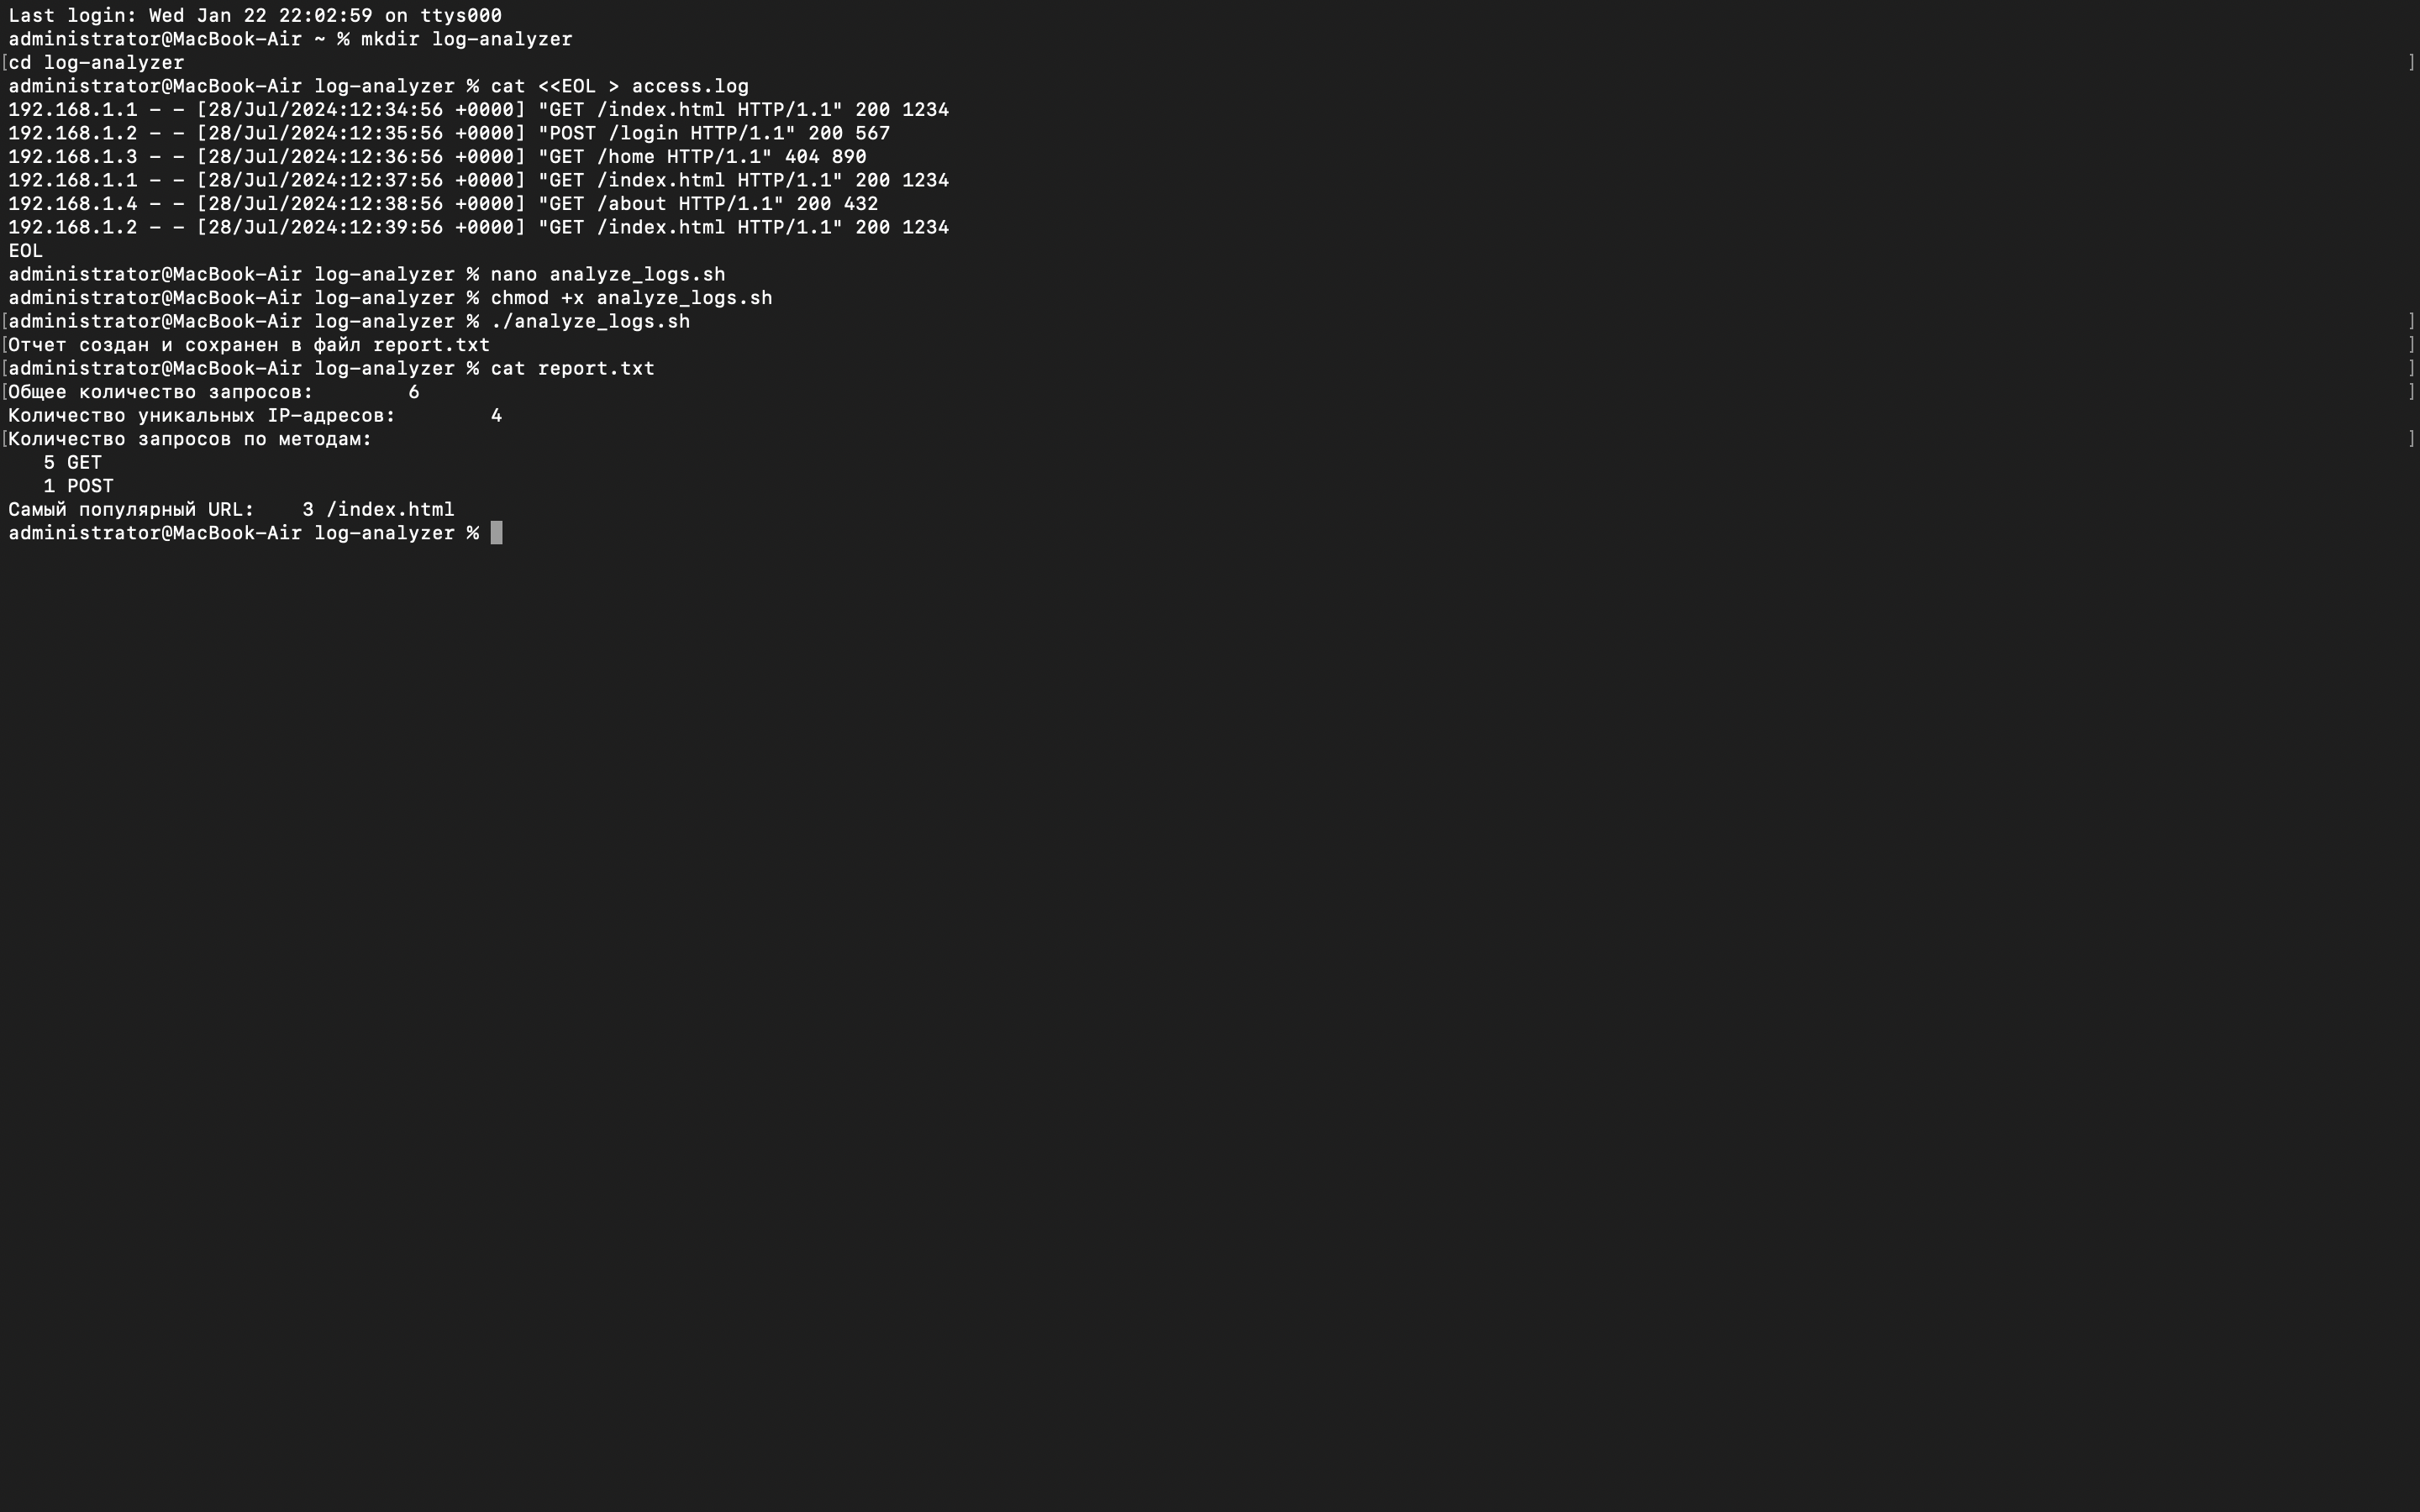 Last login: Wed Jan 22 22:02:59 on ttys000
administrator@MacBook-Air ~ % mkdir log-analyzer
[cd log-analyzer ]
administrator@MacBook-Air log-analyzer % cat <<EOL > access.log
192.168.1.1 - - [28/Jul/2024:12:34:56 +0000] "GET /index.html HTTP/1.1" 200 1234
192.168.1.2 - - [28/Jul/2024:12:35:56 +0000] "POST /login HTTP/1.1" 200 567
192.168.1.3 - - [28/Jul/2024:12:36:56 +0000] "GET /home HTTP/1.1" 404 890
192.168.1.1 - - [28/Jul/2024:12:37:56 +0000] "GET /index.html HTTP/1.1" 200 1234
192.168.1.4 - - [28/Jul/2024:12:38:56 +0000] "GET /about HTTP/1.1" 200 432
192.168.1.2 - - [28/Jul/2024:12:39:56 +0000] "GET /index.html HTTP/1.1" 200 1234
EOL
administrator@MacBook-Air log-analyzer % nano analyze_logs.sh
administrator@MacBook-Air log-analyzer % chmod +x analyze_logs.sh
[administrator@MacBook-Air log-analyzer % ./analyze_logs.sh ]
[Отчет создан и сохранен в файл report.txt ]
[administrator@MacBook-Air log-analyzer % cat report.txt ]
[Общее количество запросов:        6 ]
Количество уникальных IP-адресов:        4
[Количество запросов по методам: ]
   5 GET
   1 POST
Самый популярный URL:    3 /index.html
administrator@MacBook-Air log-analyzer %